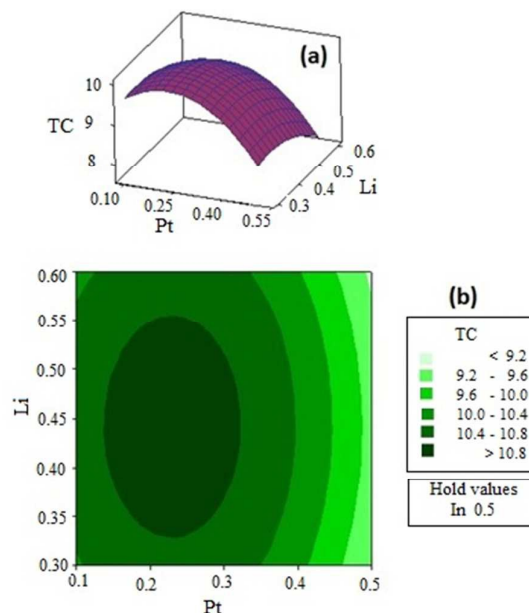 (a)
10
9
8
TC
0.10
0.25
0.40
0.55
Pt
0.3
0.4
0.5
0.6
Li
(b)
0.60
0.55
0.50
0.45
0.40
0.35
0.30
Li
0.1
0.2
0.3
0.4
0.5
Pt
TC
< 9.2
9.2 - 9.6
9.6 - 10.0
10.0 - 10.4
10.4 - 10.8
> 10.8
Hold values
In 0.5